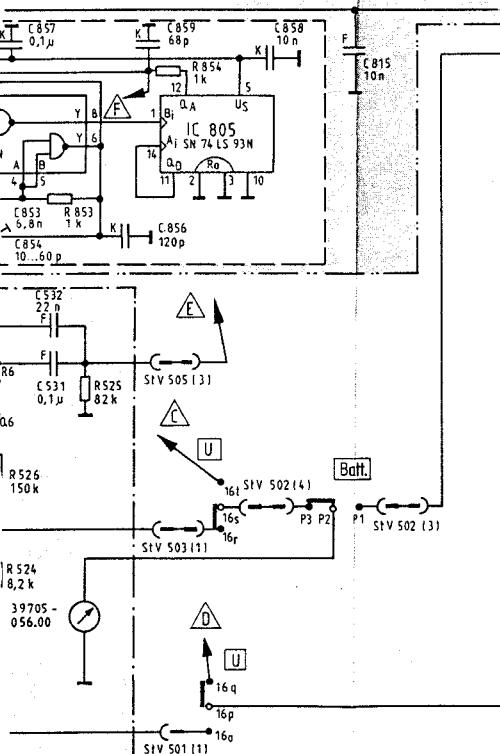 C857
K 0,1µ
C859
K 68p
C858
K 10n
F
C815
10n
R854
1k
12
5
QA
US
F
Y 8
1 Bi
IC 805
SN 74 LS 93N
Ai
14
QD
R0
11
2
3
10
Y 6
A B
4 5
C853
6,8n
R853
1k
C854
10...60p
K
C856
120p
C532
22n
F
F
R6
C531
0,1µ
R525
82k
StV 505 (3)
E
C
U
16t
StV 502 (4)
Batt.
16s
16r
P3 P2
P1
StV 502 (3)
R526
150k
StV 503 (1)
R524
8,2k
39705-
056.00
D
U
16q
16p
16o
StV 501 (1)